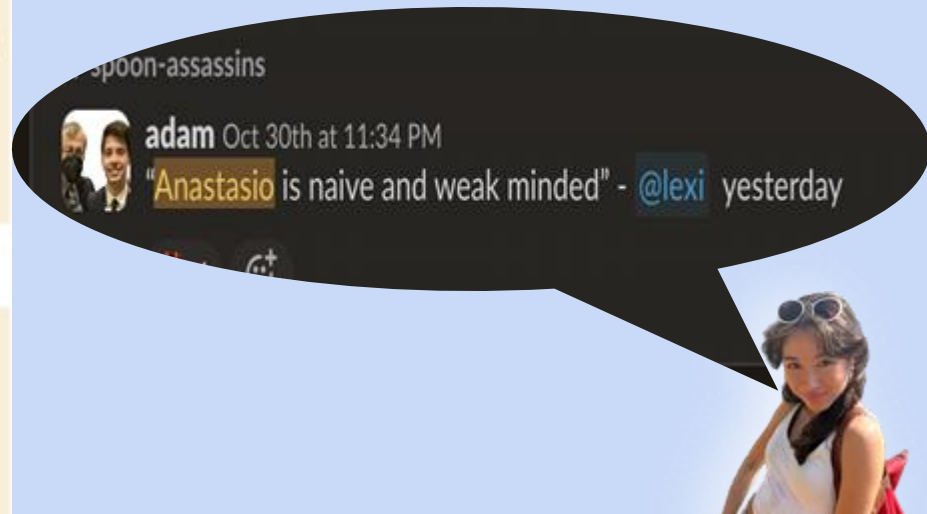 spoon-assassins
adam Oct 30th at 11:34 PM
“Anastasio is naive and weak minded” - @lexi yesterday